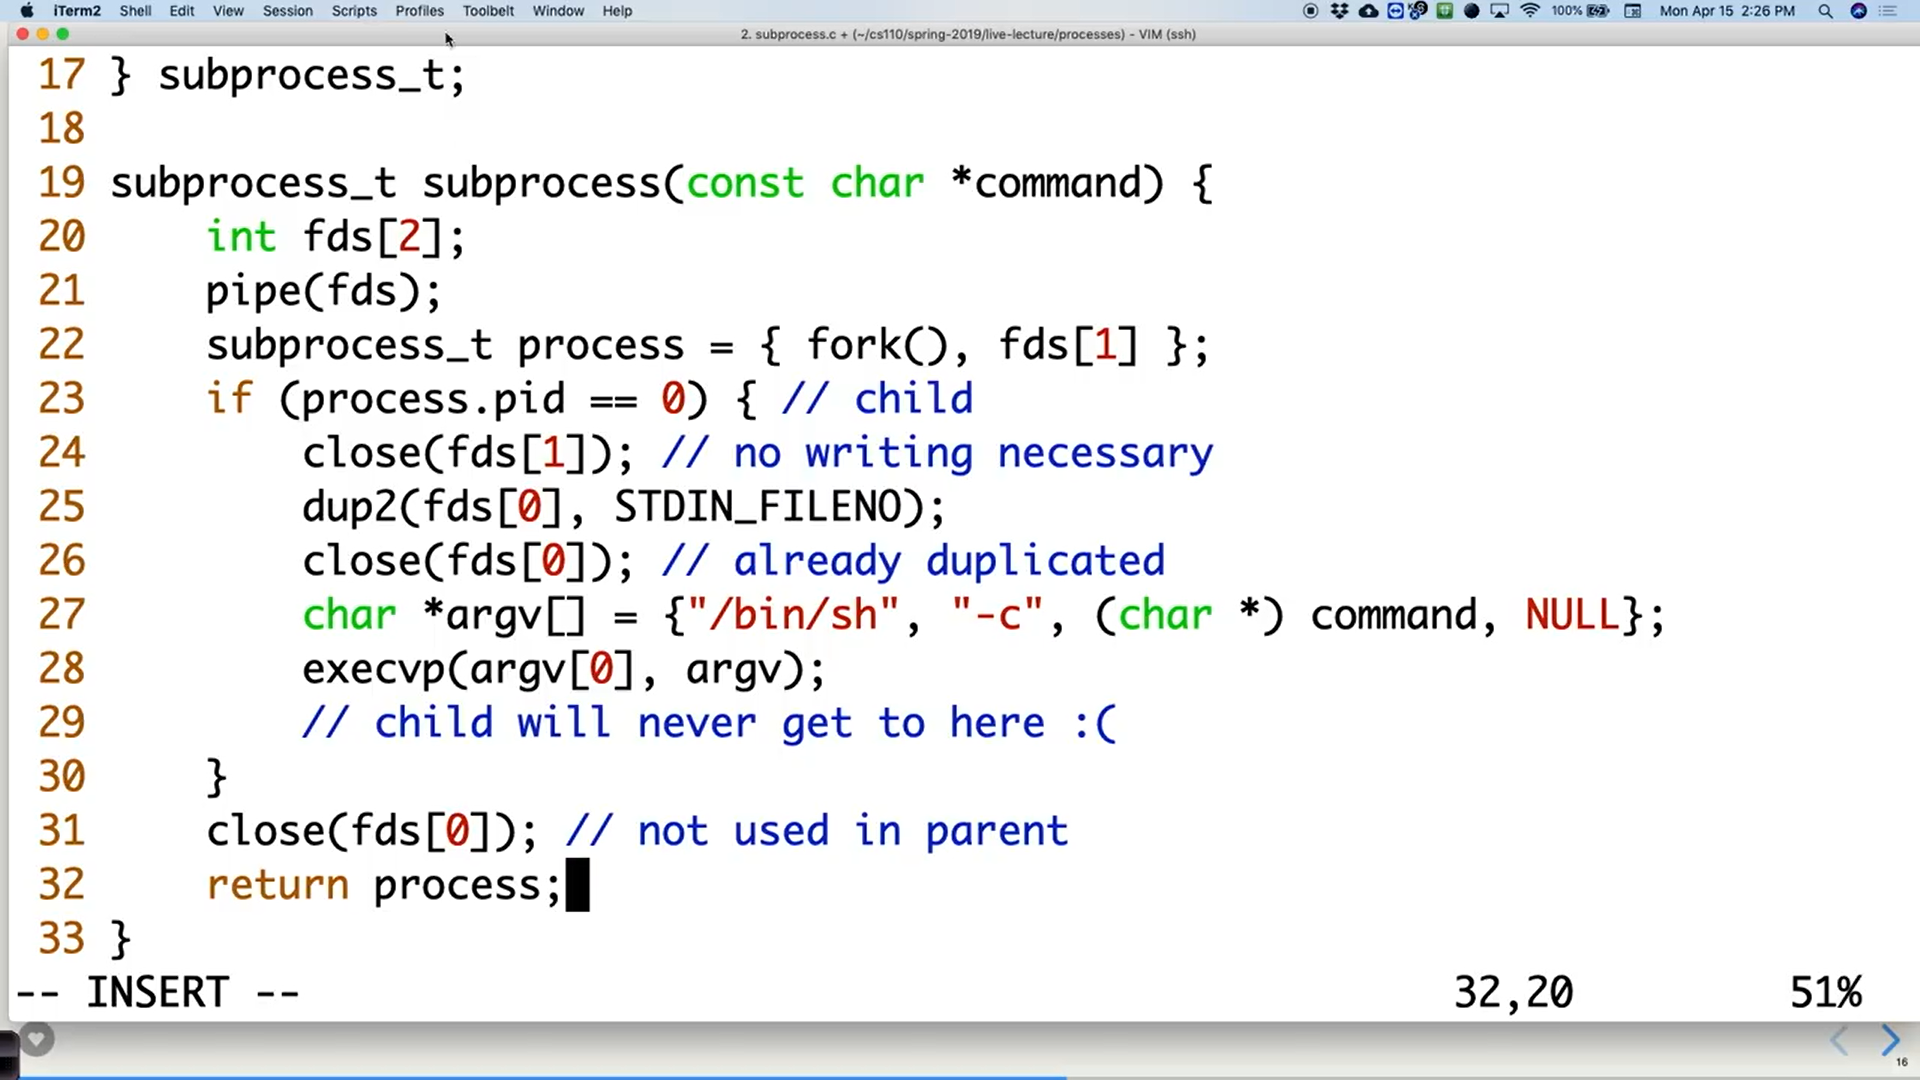 iTerm2 Shell Edit View Session Scripts Profiles Toolbelt Window Help 100% Mon Apr 15 2:26 PM
2. subprocess.c + (~/cs110/spring-2019/live-lecture/processes) - VIM (ssh)
17 } subprocess_t;
18
19 subprocess_t subprocess(const char *command) {
20     int fds[2];
21     pipe(fds);
22     subprocess_t process = { fork(), fds[1] };
23     if (process.pid == 0) { // child
24         close(fds[1]); // no writing necessary
25         dup2(fds[0], STDIN_FILENO);
26         close(fds[0]); // already duplicated
27         char *argv[] = {"/bin/sh", "-c", (char *) command, NULL};
28         execvp(argv[0], argv);
29         // child will never get to here :(
30     }
31     close(fds[0]); // not used in parent
32     return process;
33 }
-- INSERT -- 32,20 51%
16